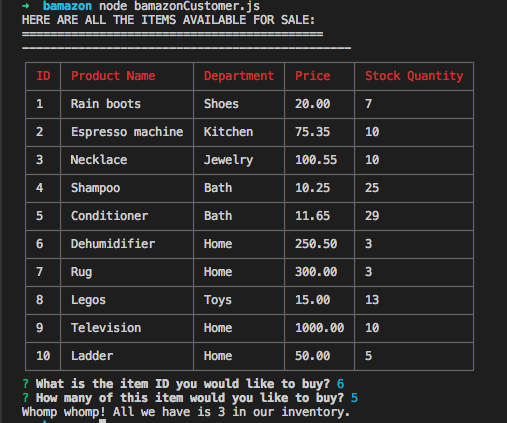 ➜ bamazon node bamazonCustomer.js
HERE ARE ALL THE ITEMS AVAILABLE FOR SALE:
ID Product Name Department Price Stock Quantity
1 Rain boots Shoes 20.00 7
2 Espresso machine Kitchen 75.35 10
3 Necklace Jewelry 100.55 10
4 Shampoo Bath 10.25 25
5 Conditioner Bath 11.65 29
6 Dehumidifier Home 250.50 3
7 Rug Home 300.00 3
8 Legos Toys 15.00 13
9 Television Home 1000.00 10
10 Ladder Home 50.00 5
? What is the item ID you would like to buy? 6
? How many of this item would you like to buy? 5
Whomp whomp! All we have is 3 in our inventory.